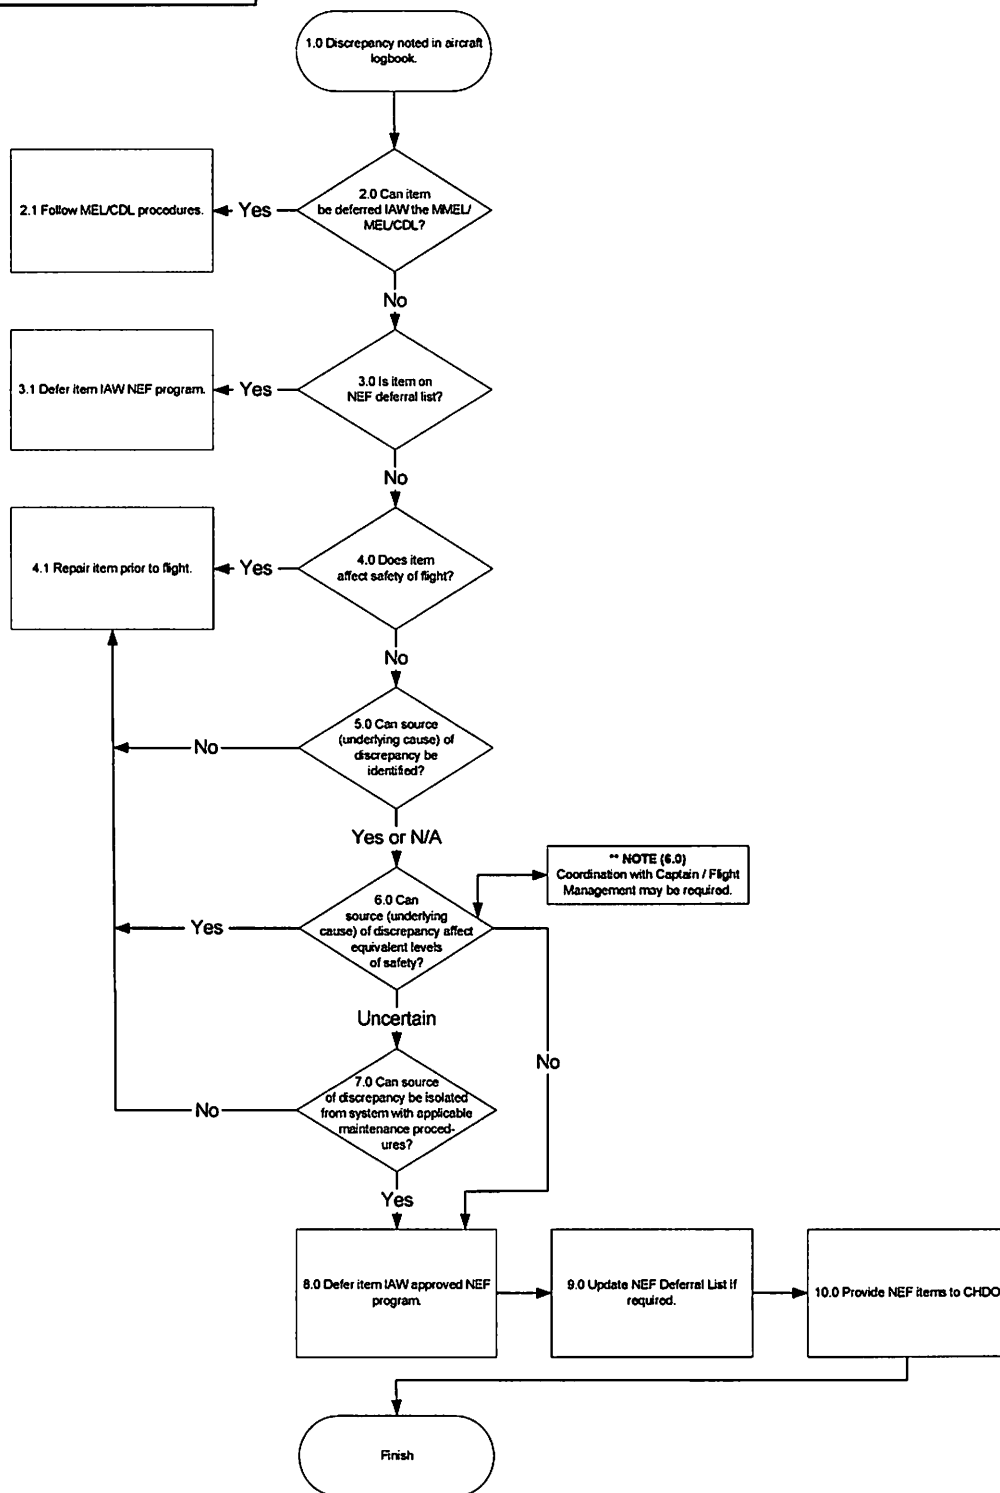 1.0 Discrepancy noted in aircraft
logbook.
2.0 Can item
be deferred IAW the MMEL/
MEL/CDL?
Yes
2.1 Follow MEL/CDL procedures.
No
3.0 Is item on
NEF deferral list?
Yes
3.1 Defer item IAW NEF program.
No
4.0 Does item
affect safety of flight?
Yes
4.1 Repair item prior to flight.
No
5.0 Can source
(underlying cause) of
discrepancy be
identified?
No
Yes or N/A
** NOTE (6.0)
Coordination with Captain / Flight
Management may be required.
6.0 Can
source (underlying
cause) of discrepancy affect
equivalent levels
of safety?
Yes
Uncertain
No
7.0 Can source
of discrepancy be isolated
from system with applicable
maintenance proced-
ures?
No
Yes
8.0 Defer item IAW approved NEF
program.
9.0 Update NEF Deferral List if
required.
10.0 Provide NEF items to CHDO
Finish